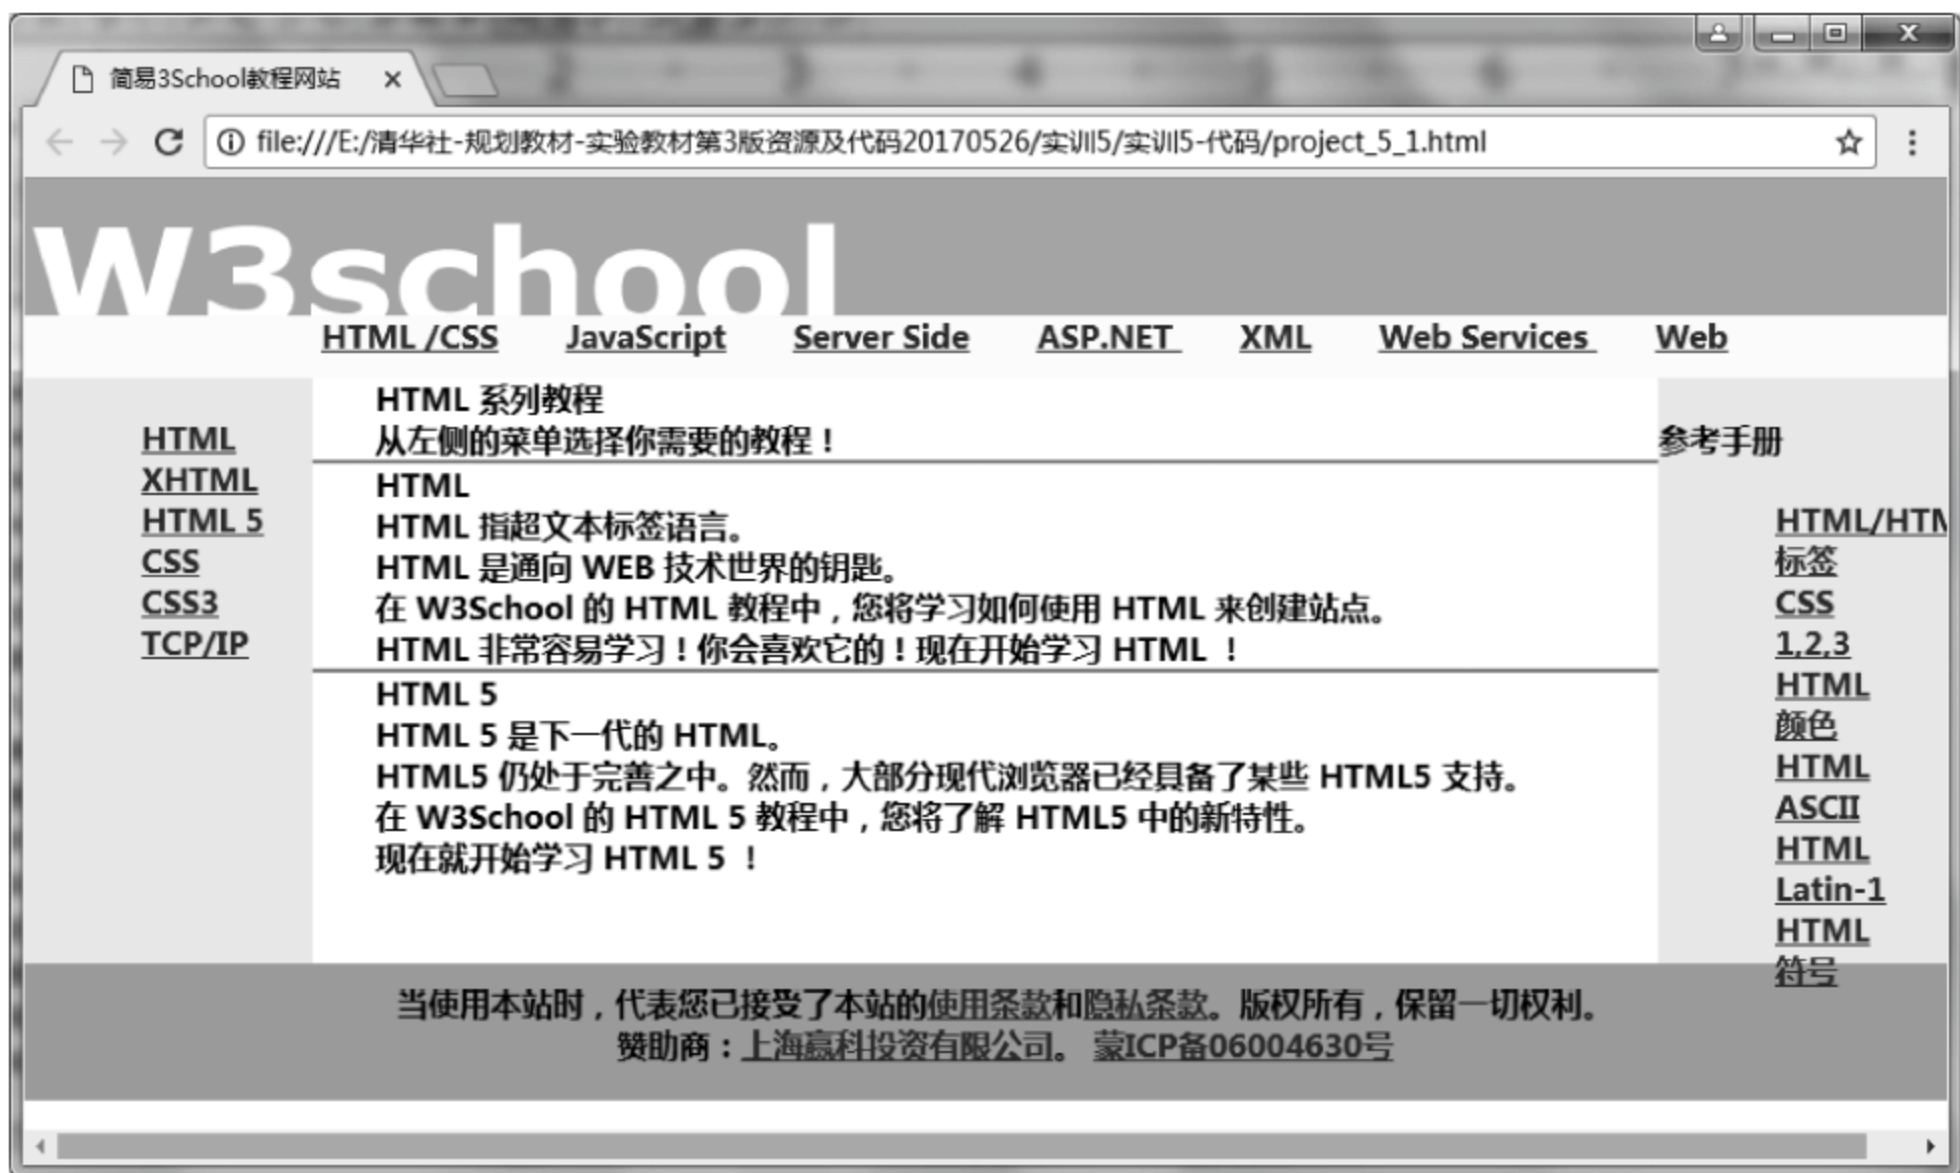 简易3School教程网站
file:///E:/清华社-规划教材-实验教材第3版资源及代码20170526/实训5/实训5-代码/project_5_1.html
W3school
HTML /CSS JavaScript Server Side ASP.NET XML Web Services Web
HTML
XHTML
HTML 5
CSS
CSS3
TCP/IP
HTML 系列教程
从左侧的菜单选择你需要的教程！
HTML
HTML 指超文本标签语言。
HTML 是通向 WEB 技术世界的钥匙。
在 W3School 的 HTML 教程中，您将学习如何使用 HTML 来创建站点。
HTML 非常容易学习！你会喜欢它的！现在开始学习 HTML ！
HTML 5
HTML 5 是下一代的 HTML。
HTML5 仍处于完善之中。然而，大部分现代浏览器已经具备了某些 HTML5 支持。
在 W3School 的 HTML 5 教程中，您将了解 HTML5 中的新特性。
现在就开始学习 HTML 5 ！
参考手册
HTML/HTM
标签
CSS
1,2,3
HTML
颜色
HTML
ASCII
HTML
Latin-1
HTML
符号
当使用本站时，代表您已接受了本站的使用条款和隐私条款。版权所有，保留一切权利。
赞助商：上海赢科投资有限公司。 蒙ICP备06004630号